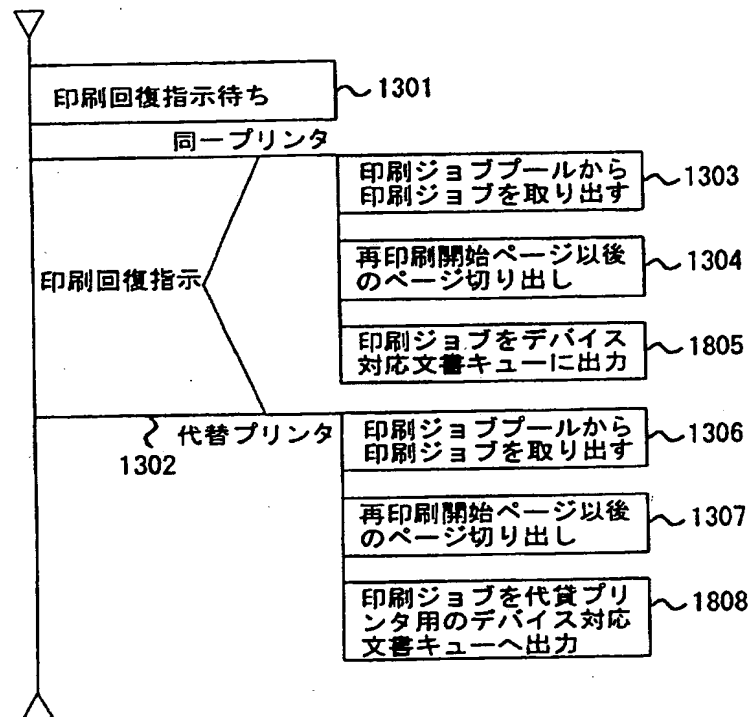 印刷回復指示待ち
1301
同一プリンタ
印刷ジョブプールから
印刷ジョブを取り出す
1303
再印刷開始ページ以後
のページ切り出し
1304
印刷回復指示
印刷ジョブをデバイス
対応文書キューに出力
1805
代替プリンタ
1302
印刷ジョブプールから
印刷ジョブを取り出す
1306
再印刷開始ページ以後
のページ切り出し
1307
印刷ジョブを代貸プリ
ンタ用のデバイス対応
文書キューへ出力
1808